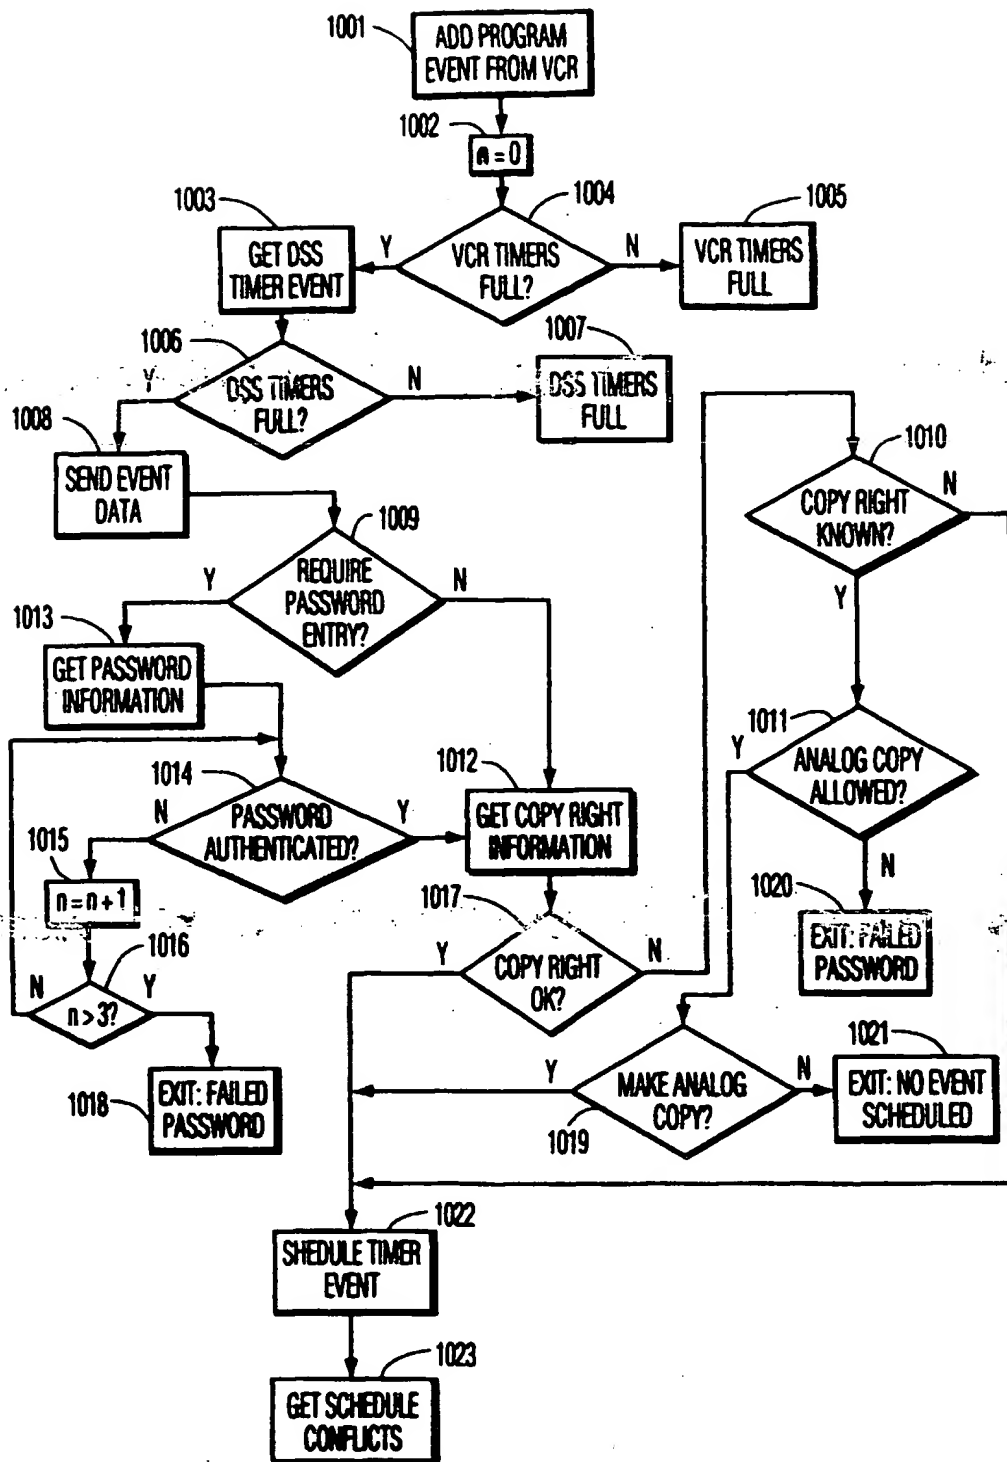 1001
ADD PROGRAM
EVENT FROM VCR
1002
n = 0
1003
GET DSS
TIMER EVENT
Y
1004
VCR TIMERS
FULL?
N
1005
VCR TIMERS
FULL
1006
Y
DSS TIMERS
FULL?
N
1007
DSS TIMERS
FULL
1008
SEND EVENT
DATA
1009
Y
REQUIRE
PASSWORD
ENTRY?
N
1010
COPY RIGHT
KNOWN?
N
Y
1013
GET PASSWORD
INFORMATION
1011
Y
ANALOG COPY
ALLOWED?
N
1014
N
PASSWORD
AUTHENTICATED?
Y
1012
GET COPY RIGHT
INFORMATION
1015
n = n + 1
1016
N
n > 3?
Y
1017
Y
COPY RIGHT
OK?
N
1020
EXIT: FAILED
PASSWORD
1018
EXIT: FAILED
PASSWORD
Y
MAKE ANALOG
COPY?
N
1019
1021
EXIT: NO EVENT
SCHEDULED
1022
SHEDULE TIMER
EVENT
1023
GET SCHEDULE
CONFLICTS